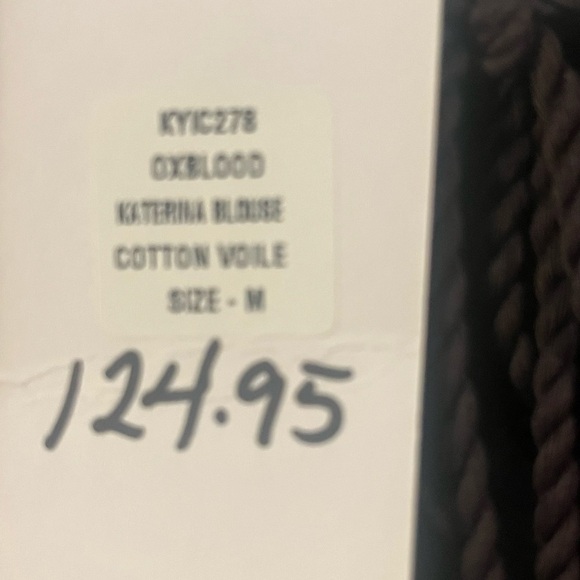 KYIC278
OXBLOOD
KATERINA BLOUSE
COTTON VOILE
SIZE - M
124.95